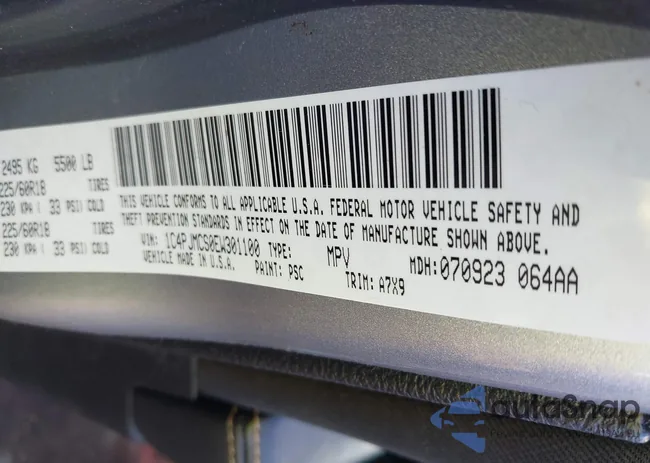 2495 KG 5500 LB
225/60R18 TIRES
230 KPA ( 33 PSI) COLD
225/60R18 TIRES
230 KPA ( 33 PSI) COLD
THIS VEHICLE CONFORMS TO ALL APPLICABLE U.S.A. FEDERAL MOTOR VEHICLE SAFETY AND
THEFT PREVENTION STANDARDS IN EFFECT ON THE DATE OF MANUFACTURE SHOWN ABOVE.
VIN: 1C4PJMCS0EW301100 TYPE: MPV MDH:070923 064AA
VEHICLE MADE IN U.S.A. PAINT: PSC TRIM: A7X9
autoSnap